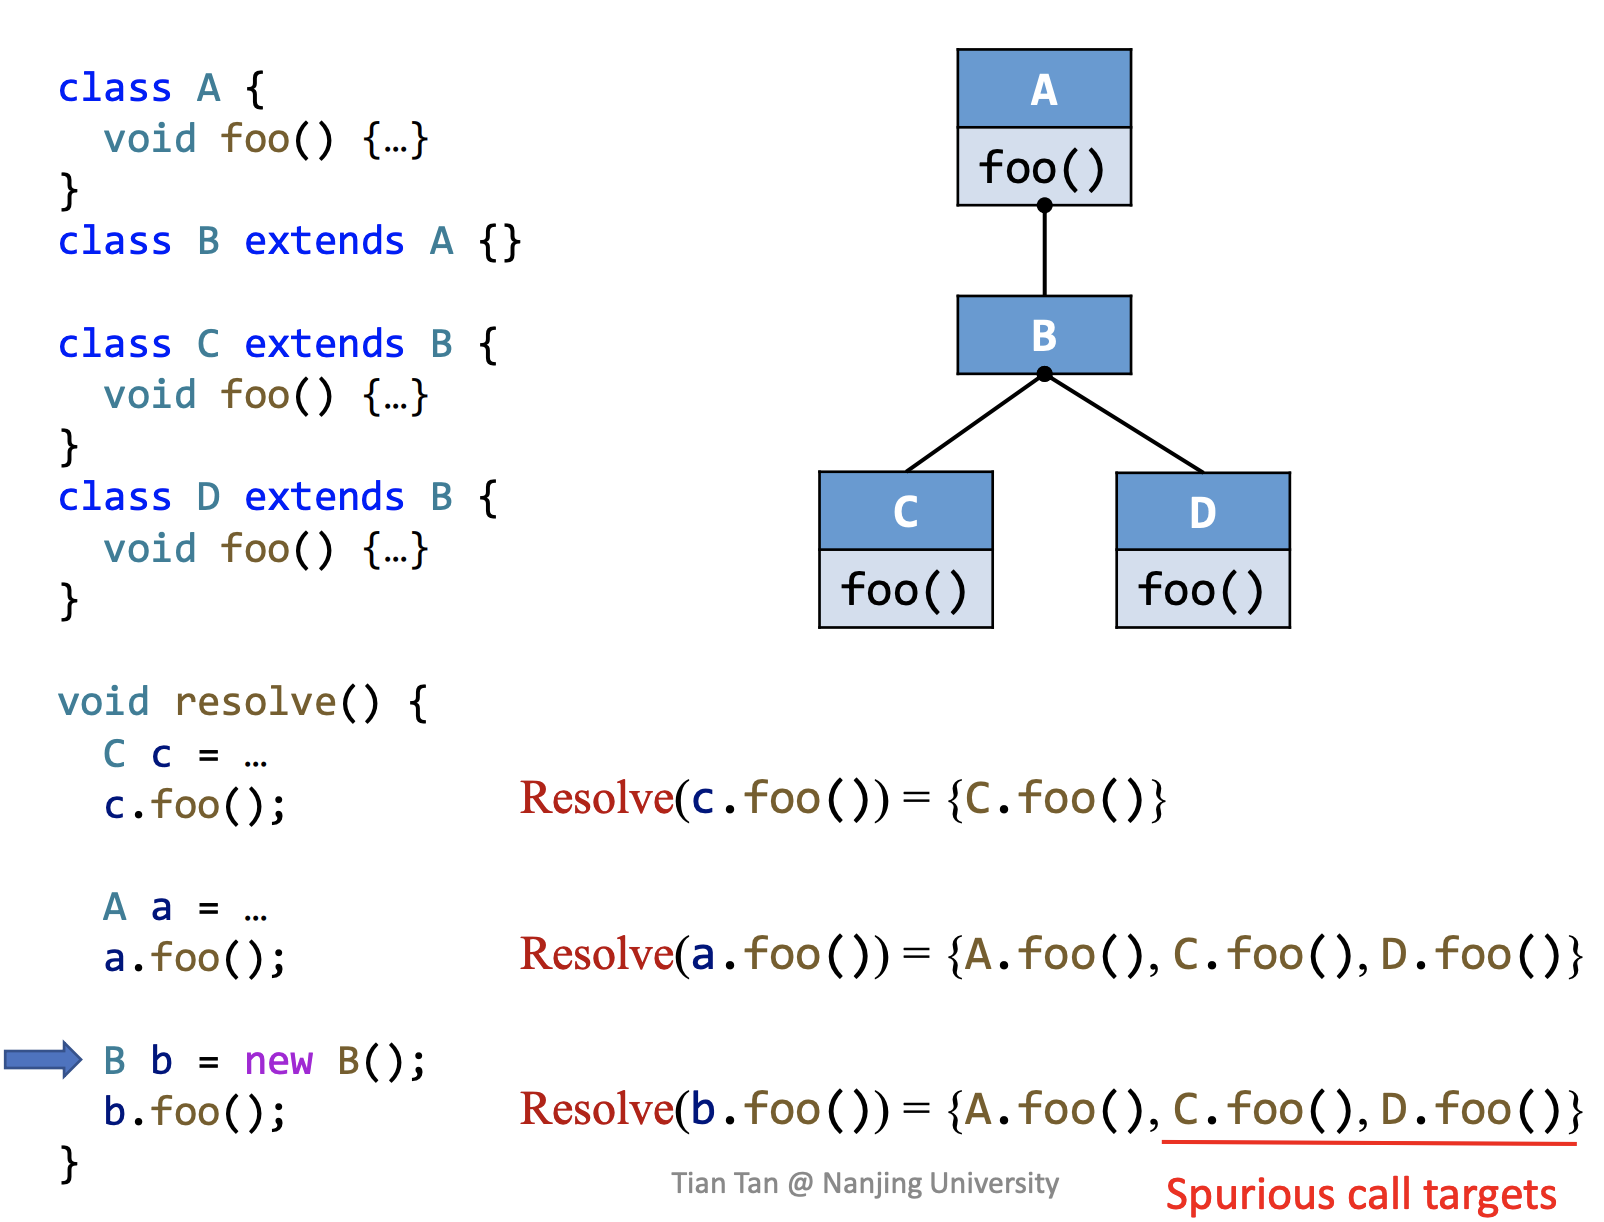 class A {
  void foo() {…}
}
class B extends A {}
class C extends B {
  void foo() {…}
}
class D extends B {
  void foo() {…}
}
A
foo()
B
C
foo()
D
foo()
void resolve() {
  C c = …
  c.foo();
Resolve(c.foo()) = {C.foo()}
  A a = …
  a.foo();
Resolve(a.foo()) = {A.foo(), C.foo(), D.foo()}
  B b = new B();
  b.foo();
Resolve(b.foo()) = {A.foo(), C.foo(), D.foo()}
}
Spurious call targets
Tian Tan @ Nanjing University